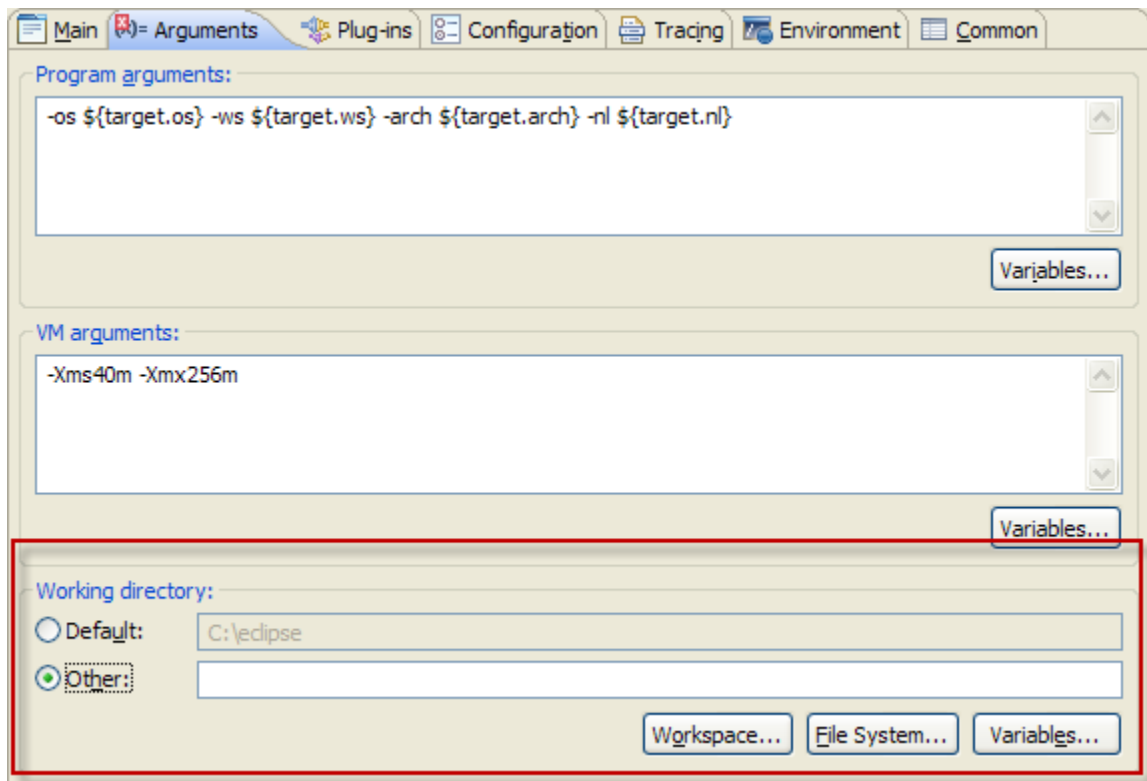 Main (x)= Arguments Plug-ins Configuration Tracing Environment Common
Program arguments:
-os ${target.os} -ws ${target.ws} -arch ${target.arch} -nl ${target.nl}
Variables...
VM arguments:
-Xms40m -Xmx256m
Variables...
Working directory:
Default: C:\eclipse
Other:
Workspace... File System... Variables...